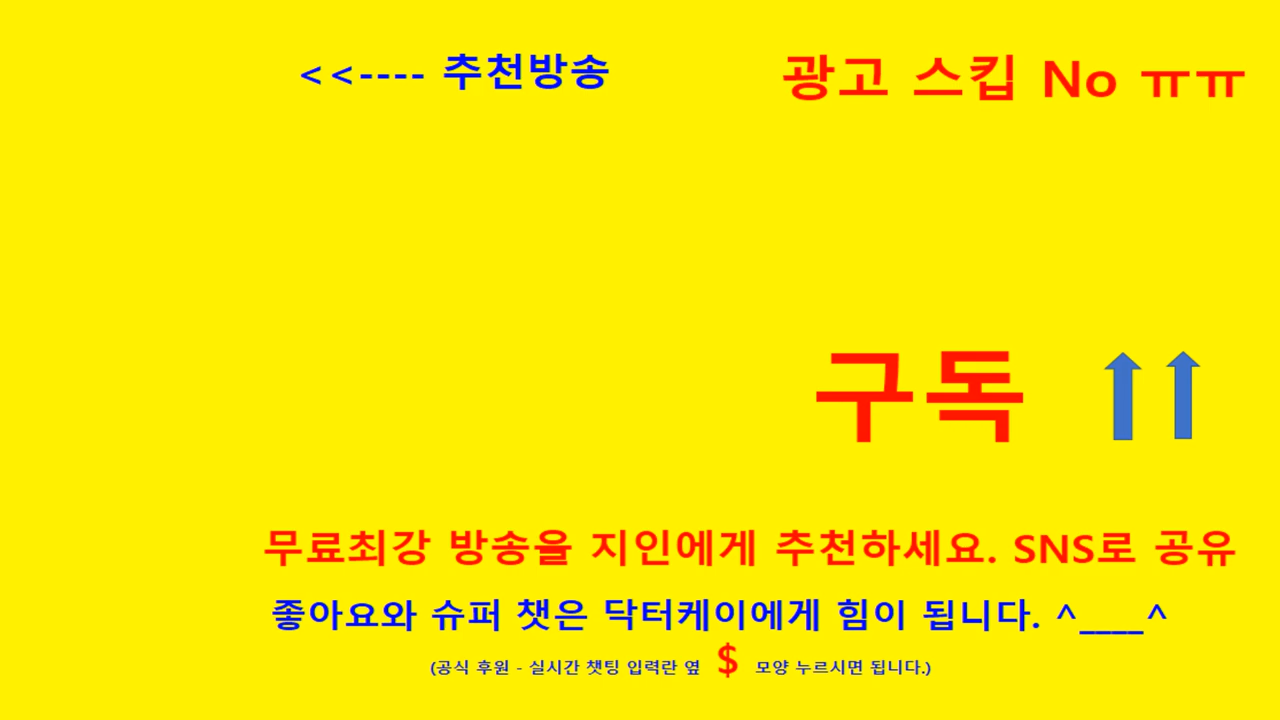 <<---- 추천방송
광고 스킵 No ㅠㅠ
구독
무료최강 방송을 지인에게 추천하세요. SNS로 공유
좋아요와 슈퍼 챗은 닥터케이에게 힘이 됩니다. ^____^
(공식 후원 - 실시간 챗팅 입력란 옆 $ 모양 누르시면 됩니다.)